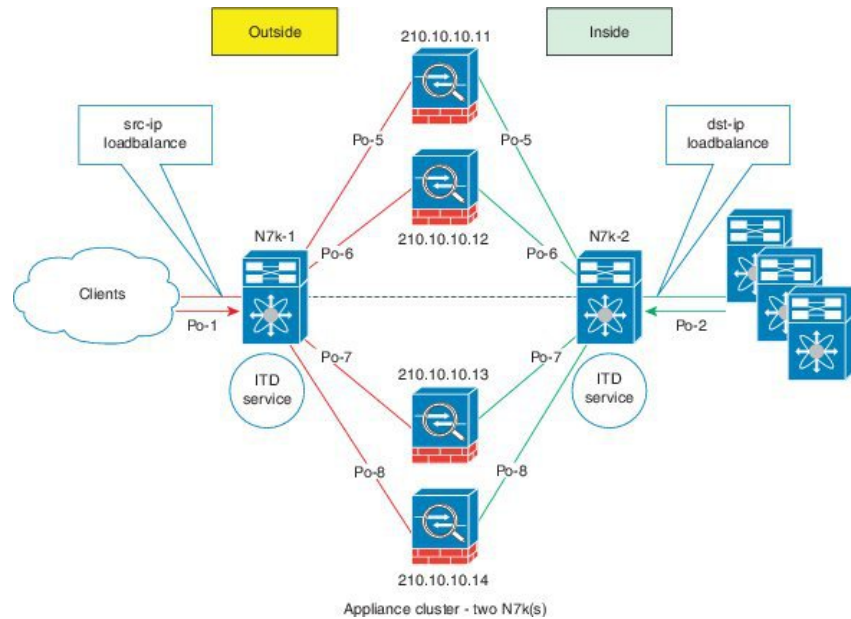 Outside
210.10.10.11
Inside
src-ip
loadbalance
dst-ip
loadbalance
Po-5
Po-5
N7k-1
N7k-2
Po-6
210.10.10.12
Po-6
Clients
Po-1
Po-2
Po-7
210.10.10.13
Po-7
ITD
service
ITD
service
Po-8
Po-8
210.10.10.14
Appliance cluster - two N7k(s)